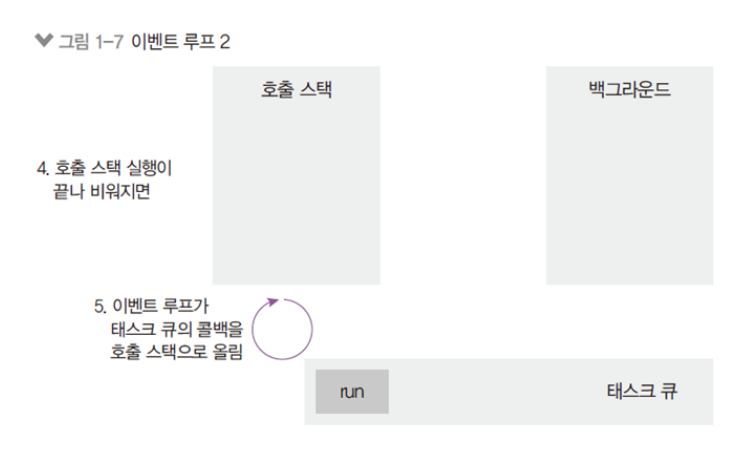 그림 1-7 이벤트 루프 2
호출 스택
백그라운드
4. 호출 스택 실행이
끝나 비워지면
5. 이벤트 루프가
태스크 큐의 콜백을
호출 스택으로 올림
run
태스크 큐